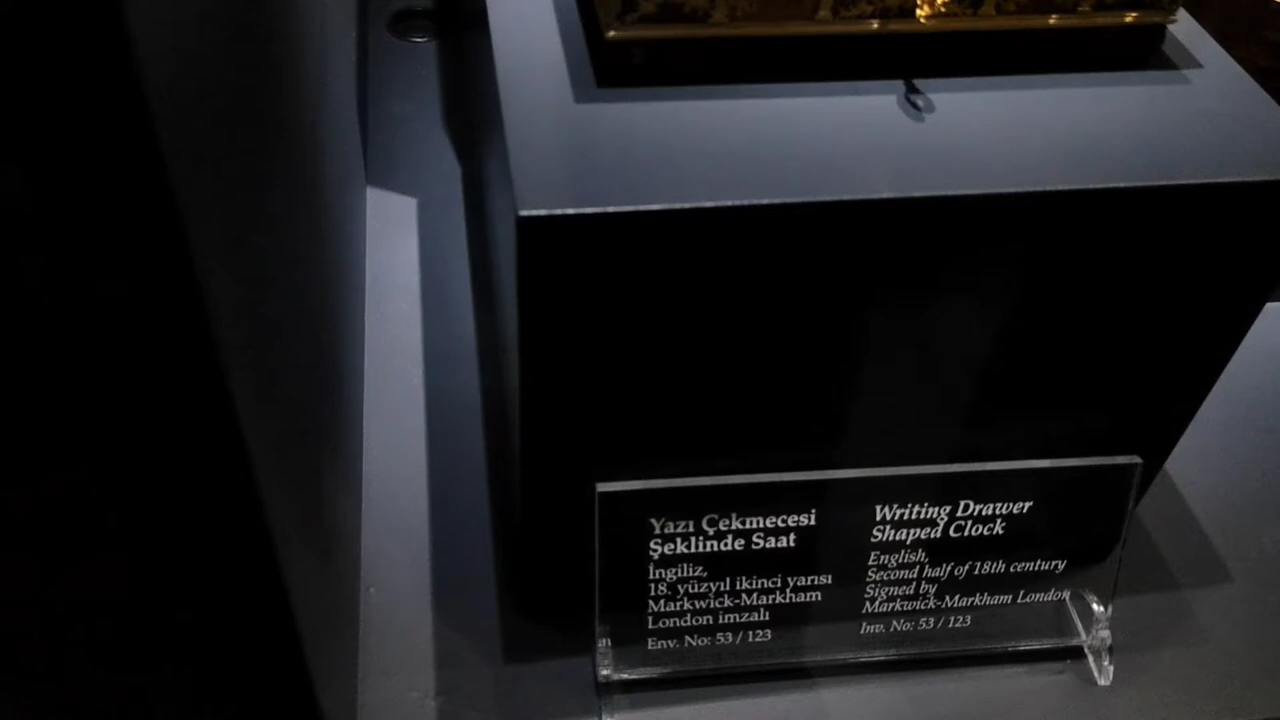 Yazı Çekmecesi
Şeklinde Saat
İngiliz,
18. yüzyıl ikinci yarısı
Markwick-Markham
London imzalı
Env. No: 53 / 123
Writing Drawer
Shaped Clock
English,
Second half of 18th century
Signed by
Markwick-Markham London
Inv. No: 53 / 123